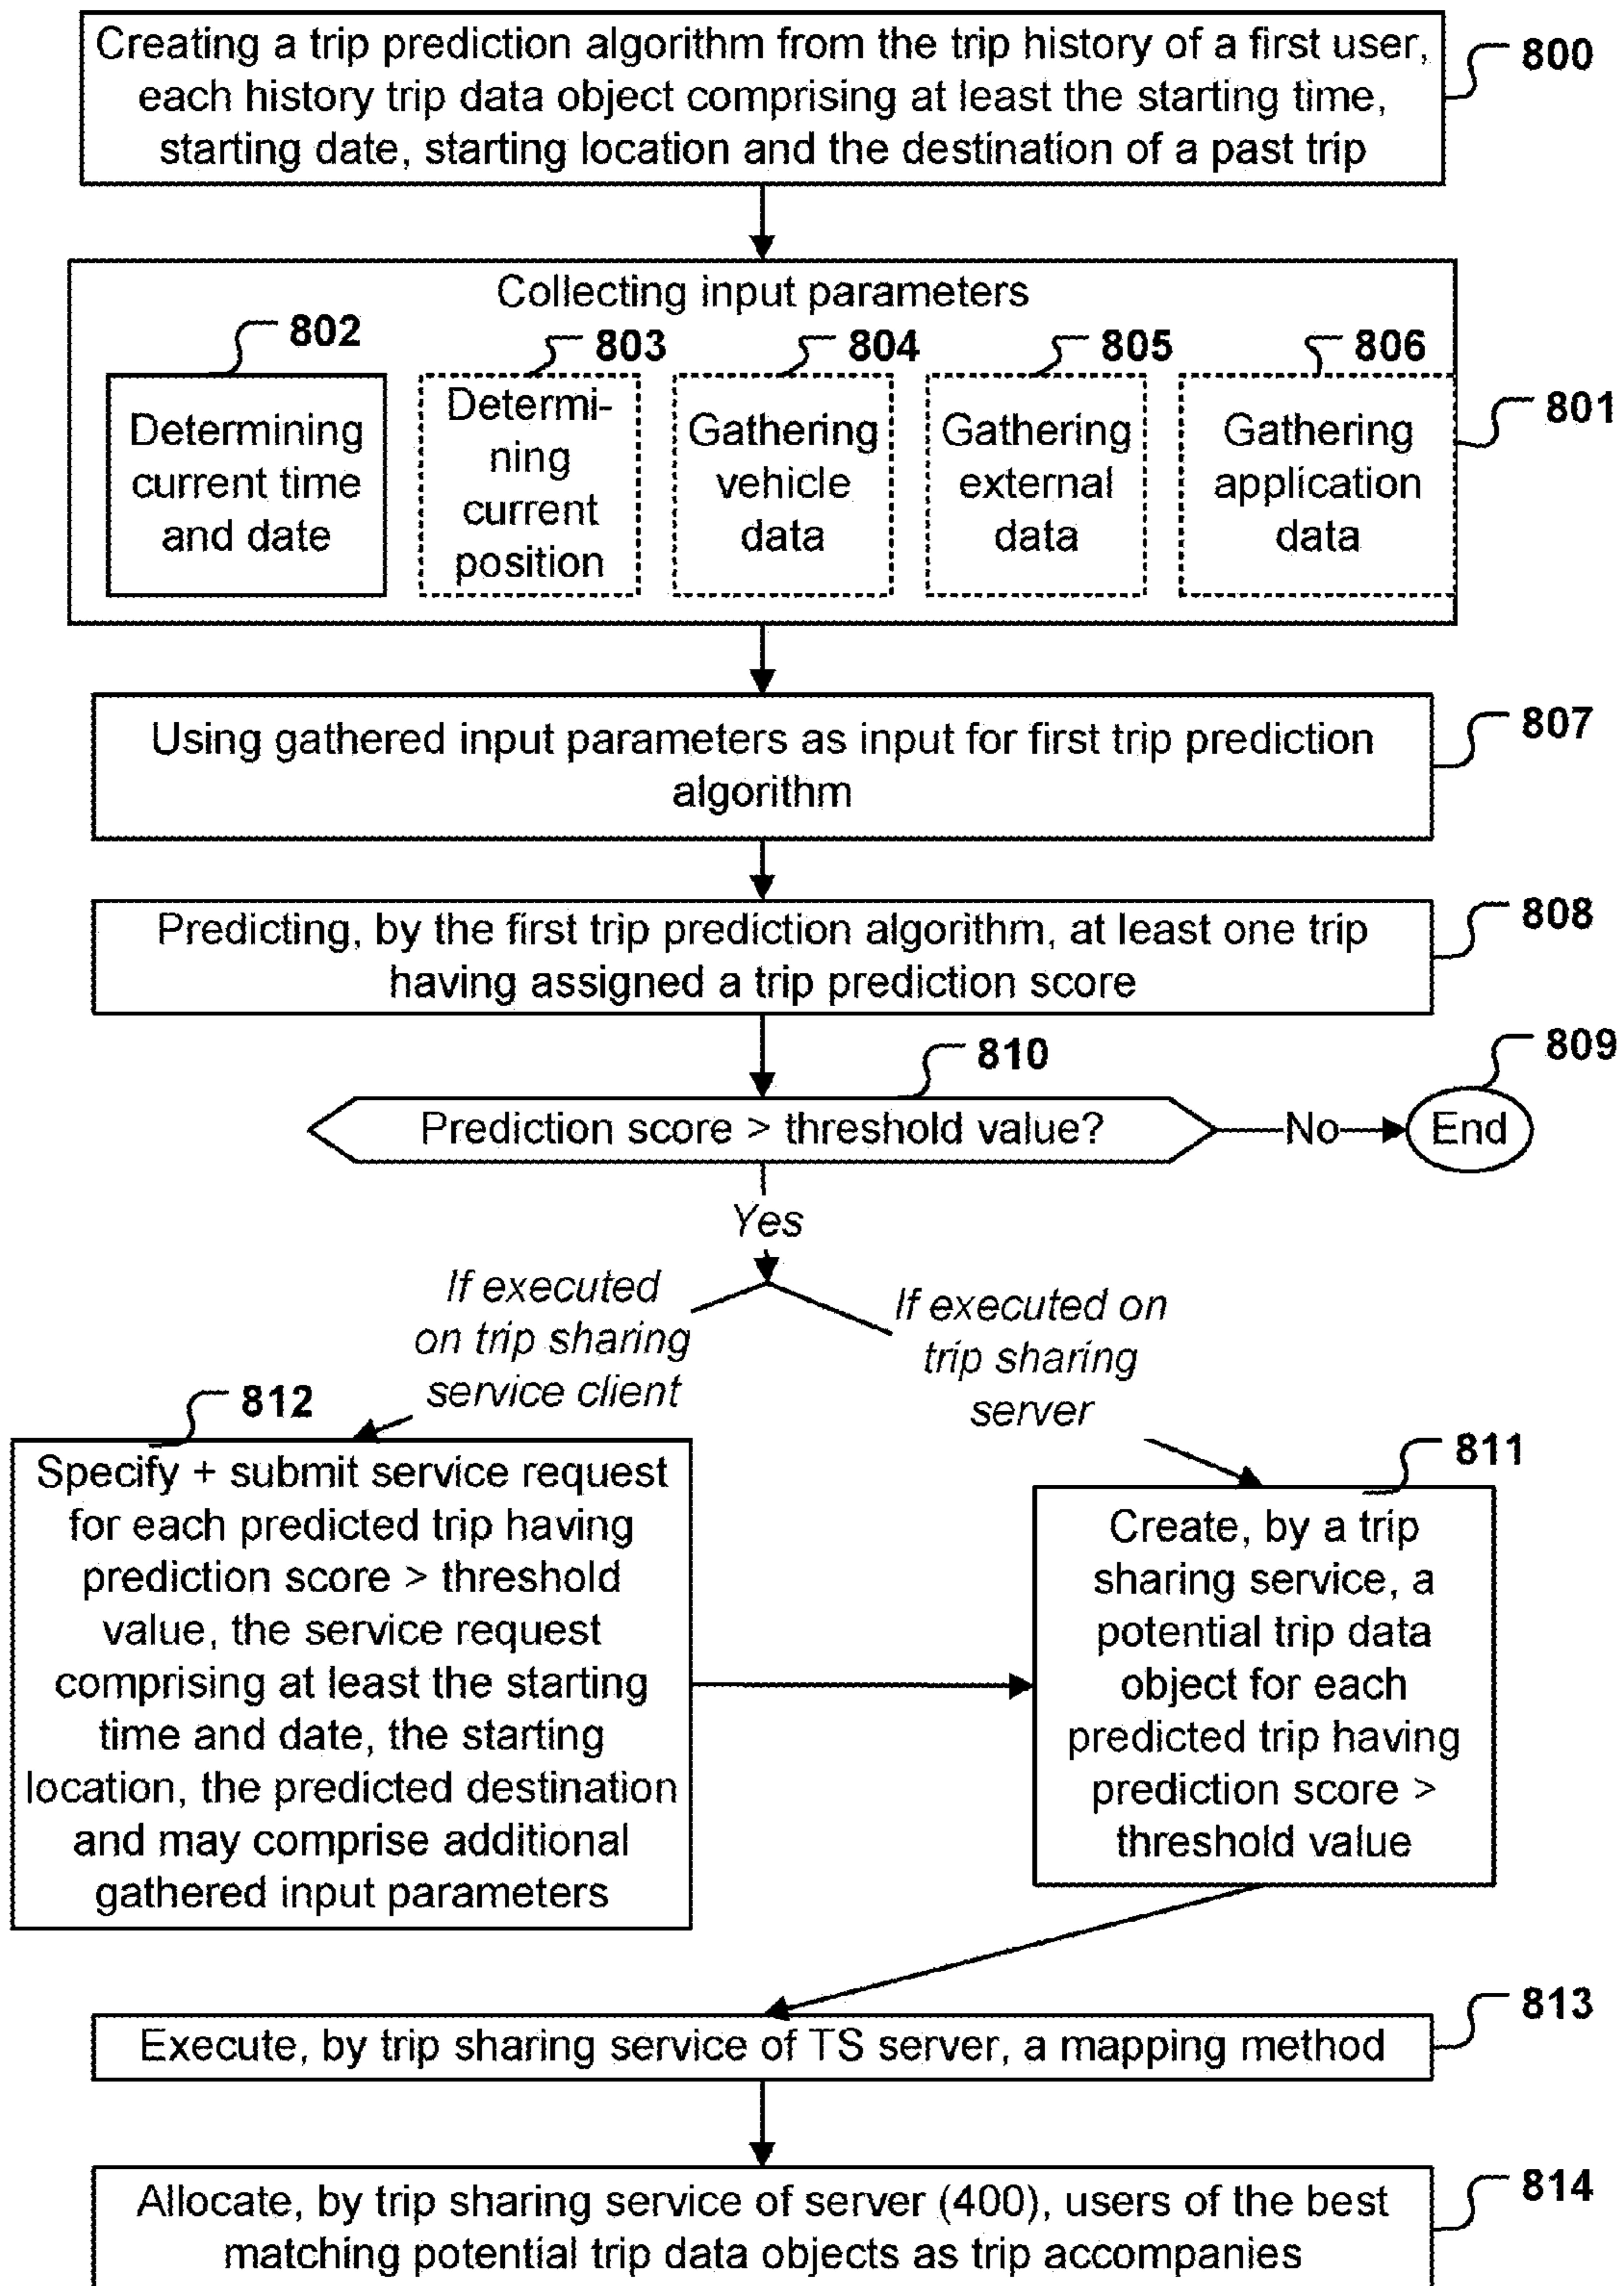 Creating a trip prediction algorithm from the trip history of a first user,
each history trip data object comprising at least the starting time,
starting date, starting location and the destination of a past trip
800
Collecting input parameters
802
803
804
805
806
801
Determining
current time
and date
Determi-
ning
current
position
Gathering
vehicle
data
Gathering
external
data
Gathering
application
data
Using gathered input parameters as input for first trip prediction
algorithm
807
Predicting, by the first trip prediction algorithm, at least one trip
having assigned a trip prediction score
808
810
809
Prediction score > threshold value?
No
End
Yes
If executed
on trip sharing
service client
If executed on
trip sharing
server
812
Specify + submit service request
for each predicted trip having
prediction score > threshold
value, the service request
comprising at least the starting
time and date, the starting
location, the predicted destination
and may comprise additional
gathered input parameters
811
Create, by a trip
sharing service, a
potential trip data
object for each
predicted trip having
prediction score >
threshold value
813
Execute, by trip sharing service of TS server, a mapping method
814
Allocate, by trip sharing service of server (400), users of the best
matching potential trip data objects as trip accompanies